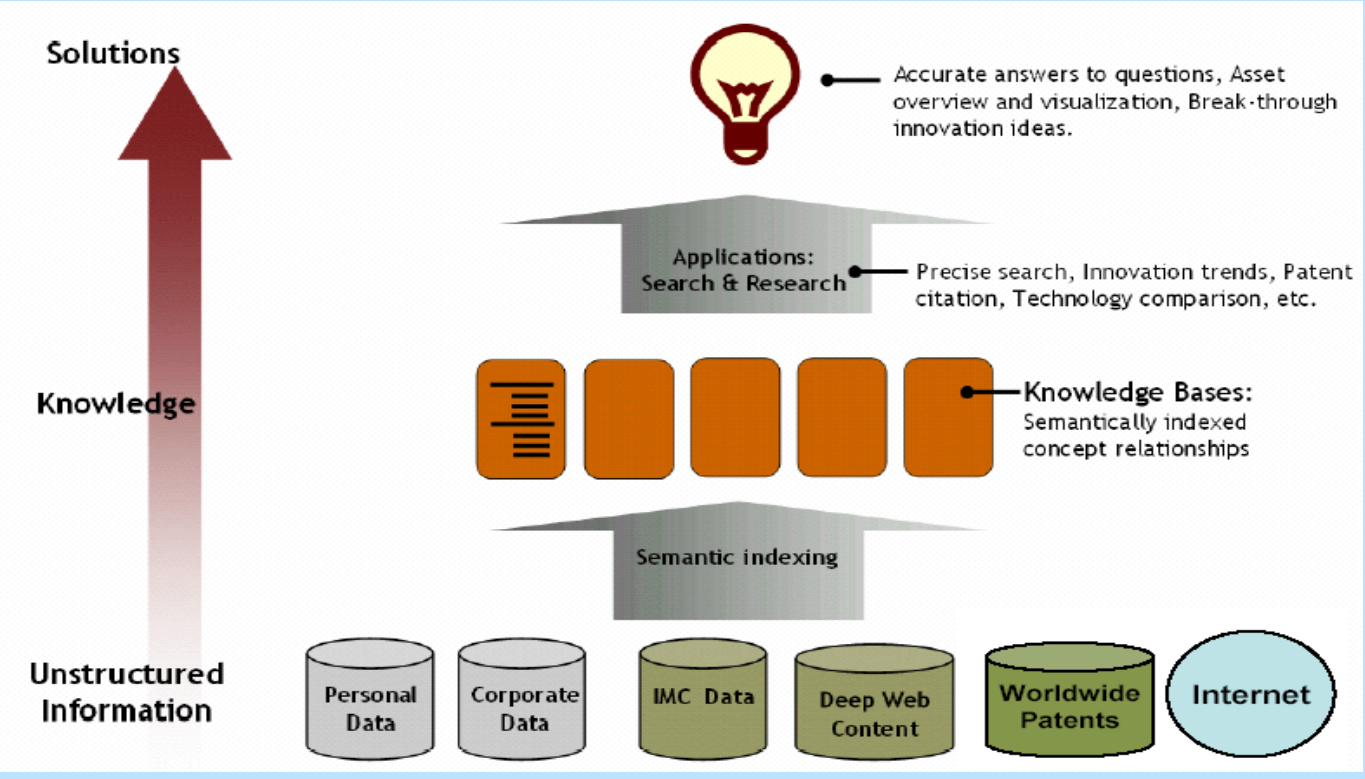 Solutions
Accurate answers to questions, Asset
overview and visualization, Break-through
innovation ideas.
Applications:
Search & Research
Precise search, Innovation trends, Patent
citation, Technology comparison, etc.
Knowledge
Knowledge Bases:
Semantically indexed
concept relationships
Semantic indexing
Unstructured
Information
Personal
Data
Corporate
Data
IMC Data
Deep Web
Content
Worldwide
Patents
Internet